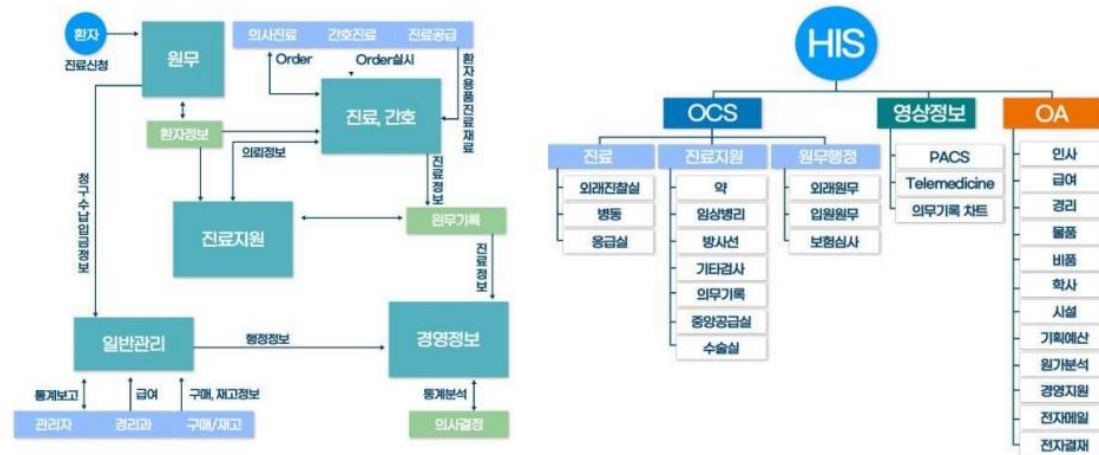 환자
진료신청
원무
의사진료 간호진료 진료공급
Order
Order실시
환자용품진료재료
진료, 간호
환자정보
의뢰정보
진료정보
청구수납입금정보
진료지원
원무기록
진료정보
일반관리
행정정보
경영정보
통계보고
급여
구매, 재고정보
통계분석
관리자 경리과 구매/재고
의사결정
HIS
OCS
영상정보
OA
진료
진료지원
원무행정
외래진찰실
병동
응급실
약
임상병리
방사선
기타검사
의무기록
중앙공급실
수술실
외래원무
입원원무
보험심사
PACS
Telemedicine
의무기록 차트
인사
급여
경리
물품
비품
학사
시설
기획예산
원가분석
경영지원
전자메일
전자결재